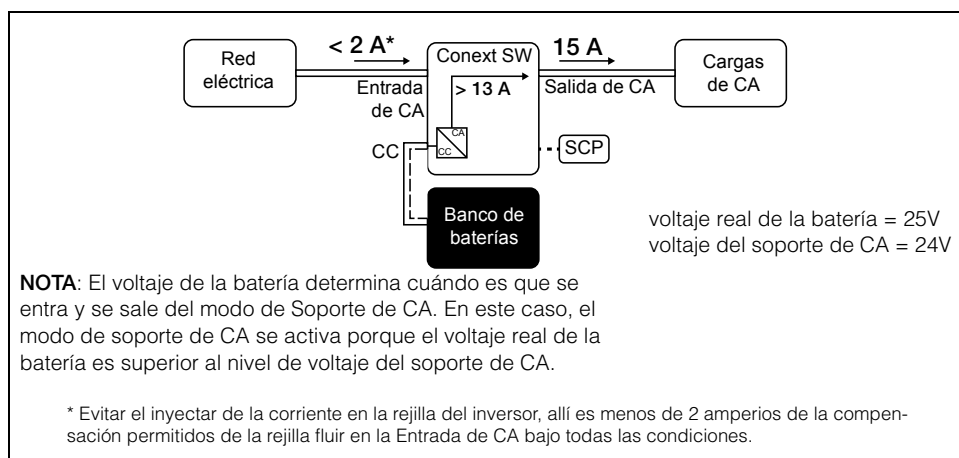 Red
eléctrica
< 2 A*
Entrada
de CA
Conext SW
> 13 A
CA
CC
CC
15 A
Salida de CA
Cargas
de CA
SCP
Banco de
baterías
voltaje real de la batería = 25V
voltaje del soporte de CA = 24V
NOTA: El voltaje de la batería determina cuándo es que se
entra y se sale del modo de Soporte de CA. En este caso, el
modo de soporte de CA se activa porque el voltaje real de la
batería es superior al nivel de voltaje del soporte de CA.
* Evitar el inyectar de la corriente en la rejilla del inversor, allí es menos de 2 amperios de la compen-
sación permitidos de la rejilla fluir en la Entrada de CA bajo todas las condiciones.